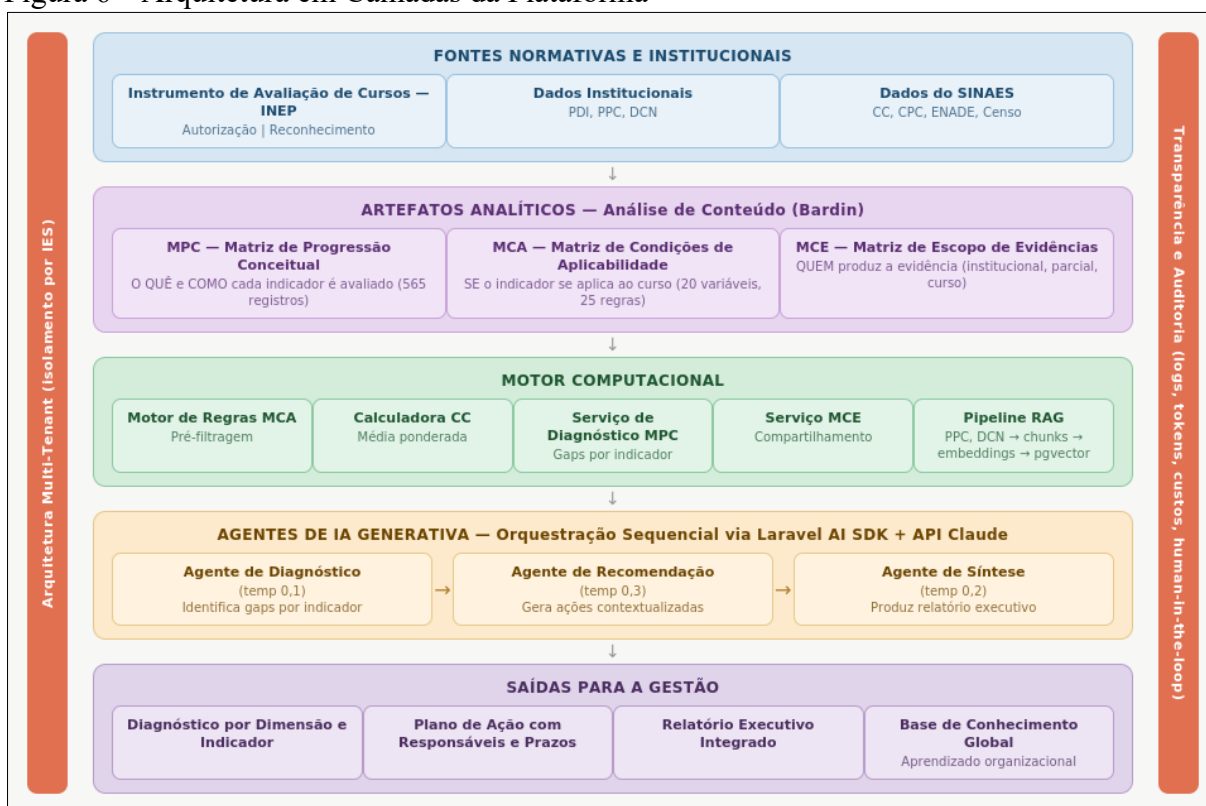 Figura 6 – Arquitetura em Camadas da Plataforma
Arquitetura Multi-Tenant (isolamento por IES)
FONTES NORMATIVAS E INSTITUCIONAIS
Instrumento de Avaliação de Cursos —
INEP
Autorização | Reconhecimento
Dados Institucionais
PDI, PPC, DCN
Dados do SINAES
CC, CPC, ENADE, Censo
↓
ARTEFATOS ANALÍTICOS — Análise de Conteúdo (Bardin)
MPC — Matriz de Progressão
Conceitual
O QUÊ e COMO cada indicador é avaliado (565
registros)
MCA — Matriz de Condições de
Aplicabilidade
SE o indicador se aplica ao curso (20 variáveis,
25 regras)
MCE — Matriz de Escopo de Evidências
QUEM produz a evidência (institucional, parcial,
curso)
↓
MOTOR COMPUTACIONAL
Motor de Regras MCA
Pré-filtragem
Calculadora CC
Média ponderada
Serviço de
Diagnóstico MPC
Gaps por indicador
Serviço MCE
Compartilhamento
Pipeline RAG
PPC, DCN → chunks →
embeddings → pgvector
↓
AGENTES DE IA GENERATIVA — Orquestração Sequencial via Laravel AI SDK + API Claude
Agente de Diagnóstico
(temp 0,1)
Identifica gaps por indicador
→
Agente de Recomendação
(temp 0,3)
Gera ações contextualizadas
→
Agente de Síntese
(temp 0,2)
Produz relatório executivo
↓
SAÍDAS PARA A GESTÃO
Diagnóstico por Dimensão e
Indicador
Plano de Ação com
Responsáveis e Prazos
Relatório Executivo
Integrado
Base de Conhecimento
Global
Aprendizado organizacional
Transparência e Auditoria (logs, tokens, custos, human-in-the-loop)